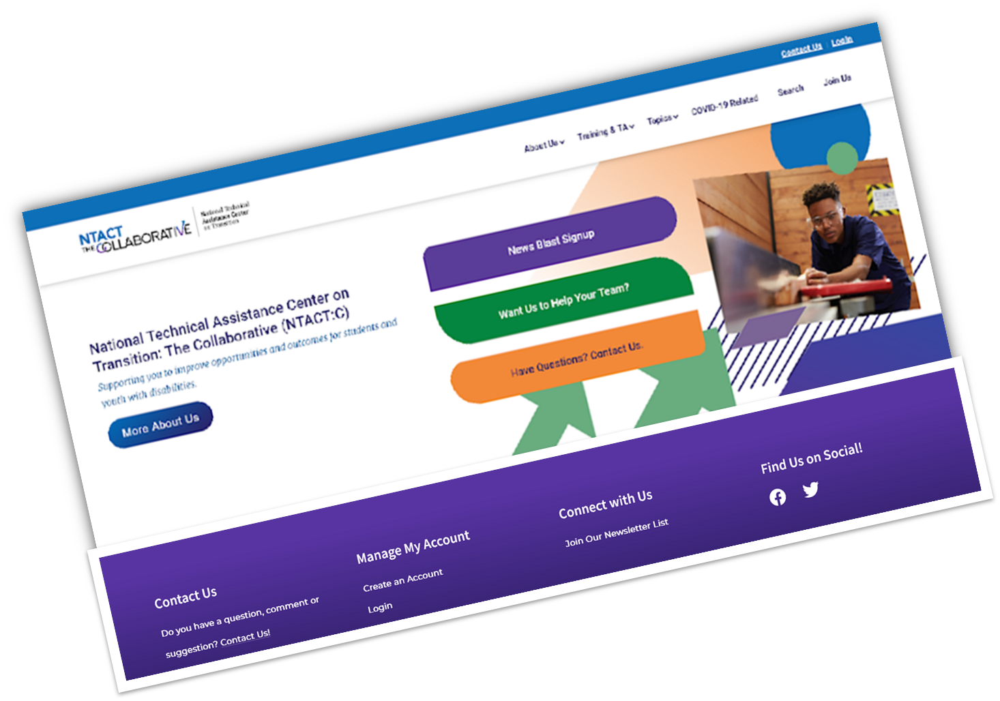 Contact Us | Login
About Us Training & TA Topics COVID-19 Related Search Join Us
NTACT
THE COLLABORATIVE
National Technical
Assistance Center
on Transition
News Blast Signup
Want Us to Help Your Team?
Have Questions? Contact Us.
National Technical Assistance Center on
Transition: The Collaborative (NTACT:C)
Supporting you to improve opportunities and outcomes for students and
youth with disabilities.
More About Us
Contact Us
Do you have a question, comment or
suggestion? Contact Us!
Manage My Account
Create an Account
Login
Connect with Us
Join Our Newsletter List
Find Us on Social!